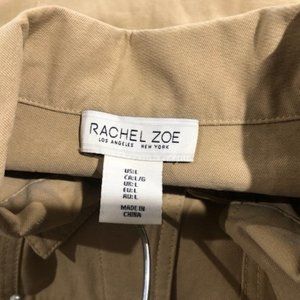 RACHEL ZOE
LOS ANGELES NEW YORK
US:L
CA:L/G
UK:L
EU:L
AU:L
MADE IN
CHINA